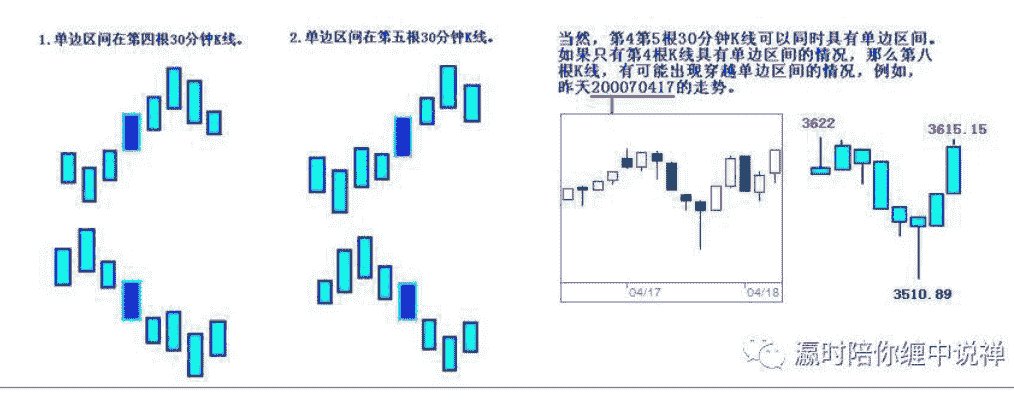 1.单边区间在第四根30分钟K线。
2.单边区间在第五根30分钟K线。
当然，第4第5根30分钟K线可以同时具有单边区间。
如果只有第4根K线具有单边区间的情况，那么第八
根K线，有可能出现穿越单边区间的情况，例如，
昨天200070417的走势。
3622
3615.15
3510.89
04/17
04/18
瀛时陪你缠中说禅